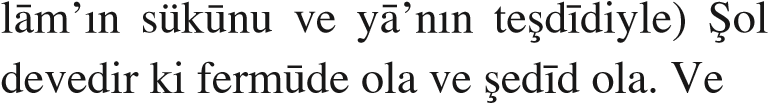 lām’ın sükūnu ve yā’nın teşdīdiyle) Şol
devedir ki fermūde ola ve şedīd ola. Ve